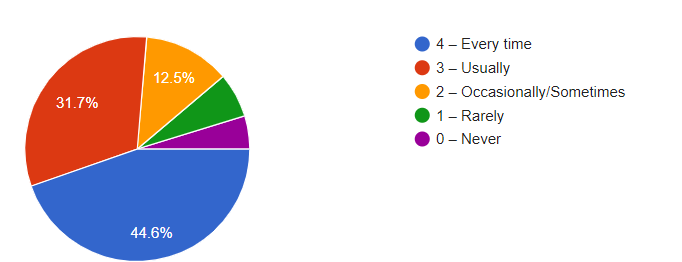 12.5%
31.7%
44.6%
4 – Every time
3 – Usually
2 – Occasionally/Sometimes
1 – Rarely
0 – Never